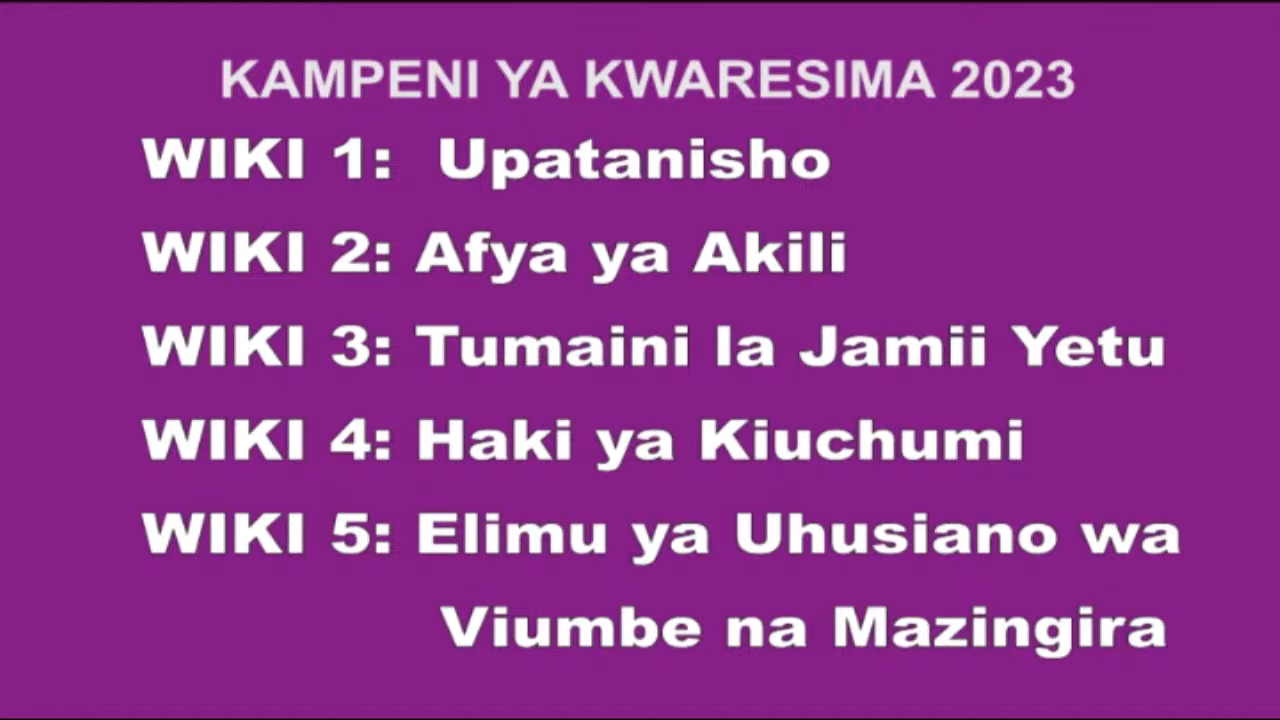 KAMPENI YA KWARESIMA 2023
WIKI 1: Upatanisho
WIKI 2: Afya ya Akili
WIKI 3: Tumaini la Jamii Yetu
WIKI 4: Haki ya Kiuchumi
WIKI 5: Elimu ya Uhusiano wa
Viumbe na Mazingira